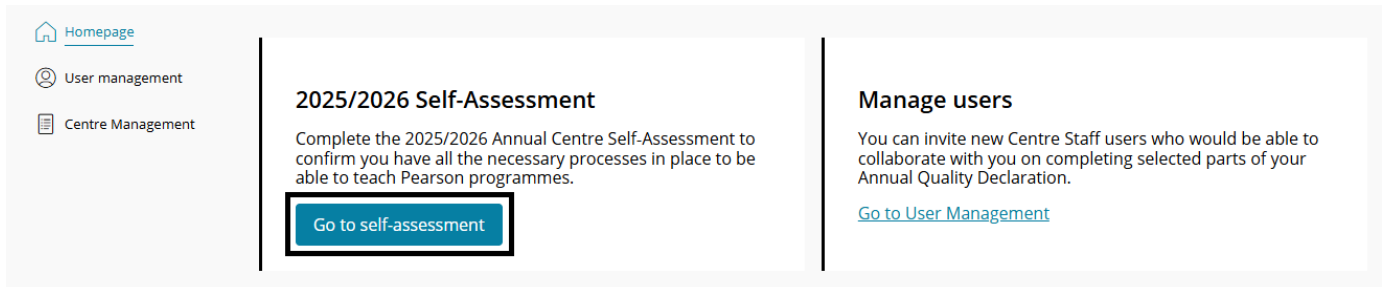 Homepage
User management
Centre Management
2025/2026 Self-Assessment
Complete the 2025/2026 Annual Centre Self-Assessment to
confirm you have all the necessary processes in place to be
able to teach Pearson programmes.
Go to self-assessment
Manage users
You can invite new Centre Staff users who would be able to
collaborate with you on completing selected parts of your
Annual Quality Declaration.
Go to User Management